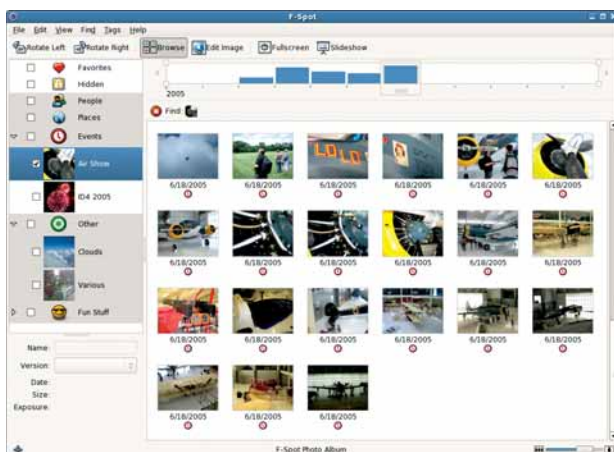 F-Spot
File Edit View Find Tags Help
Rotate Left Rotate Right Browse Edit Image Fullscreen Slideshow
Favorites
Hidden
People
Places
Events
Air Show
ID4 2005
Other
Clouds
Various
Fun Stuff
Name:
Version:
Date:
Size:
Exposure:
2005
Find:
LO LO
6/18/2005 6/18/2005 6/18/2005 6/18/2005 6/18/2005 6/18/2005
6/18/2005 6/18/2005 6/18/2005 6/18/2005 6/18/2005 6/18/2005
6/18/2005 6/18/2005 6/18/2005 6/18/2005 6/18/2005 6/18/2005
6/18/2005 6/18/2005 6/18/2005
F-Spot Photo Album